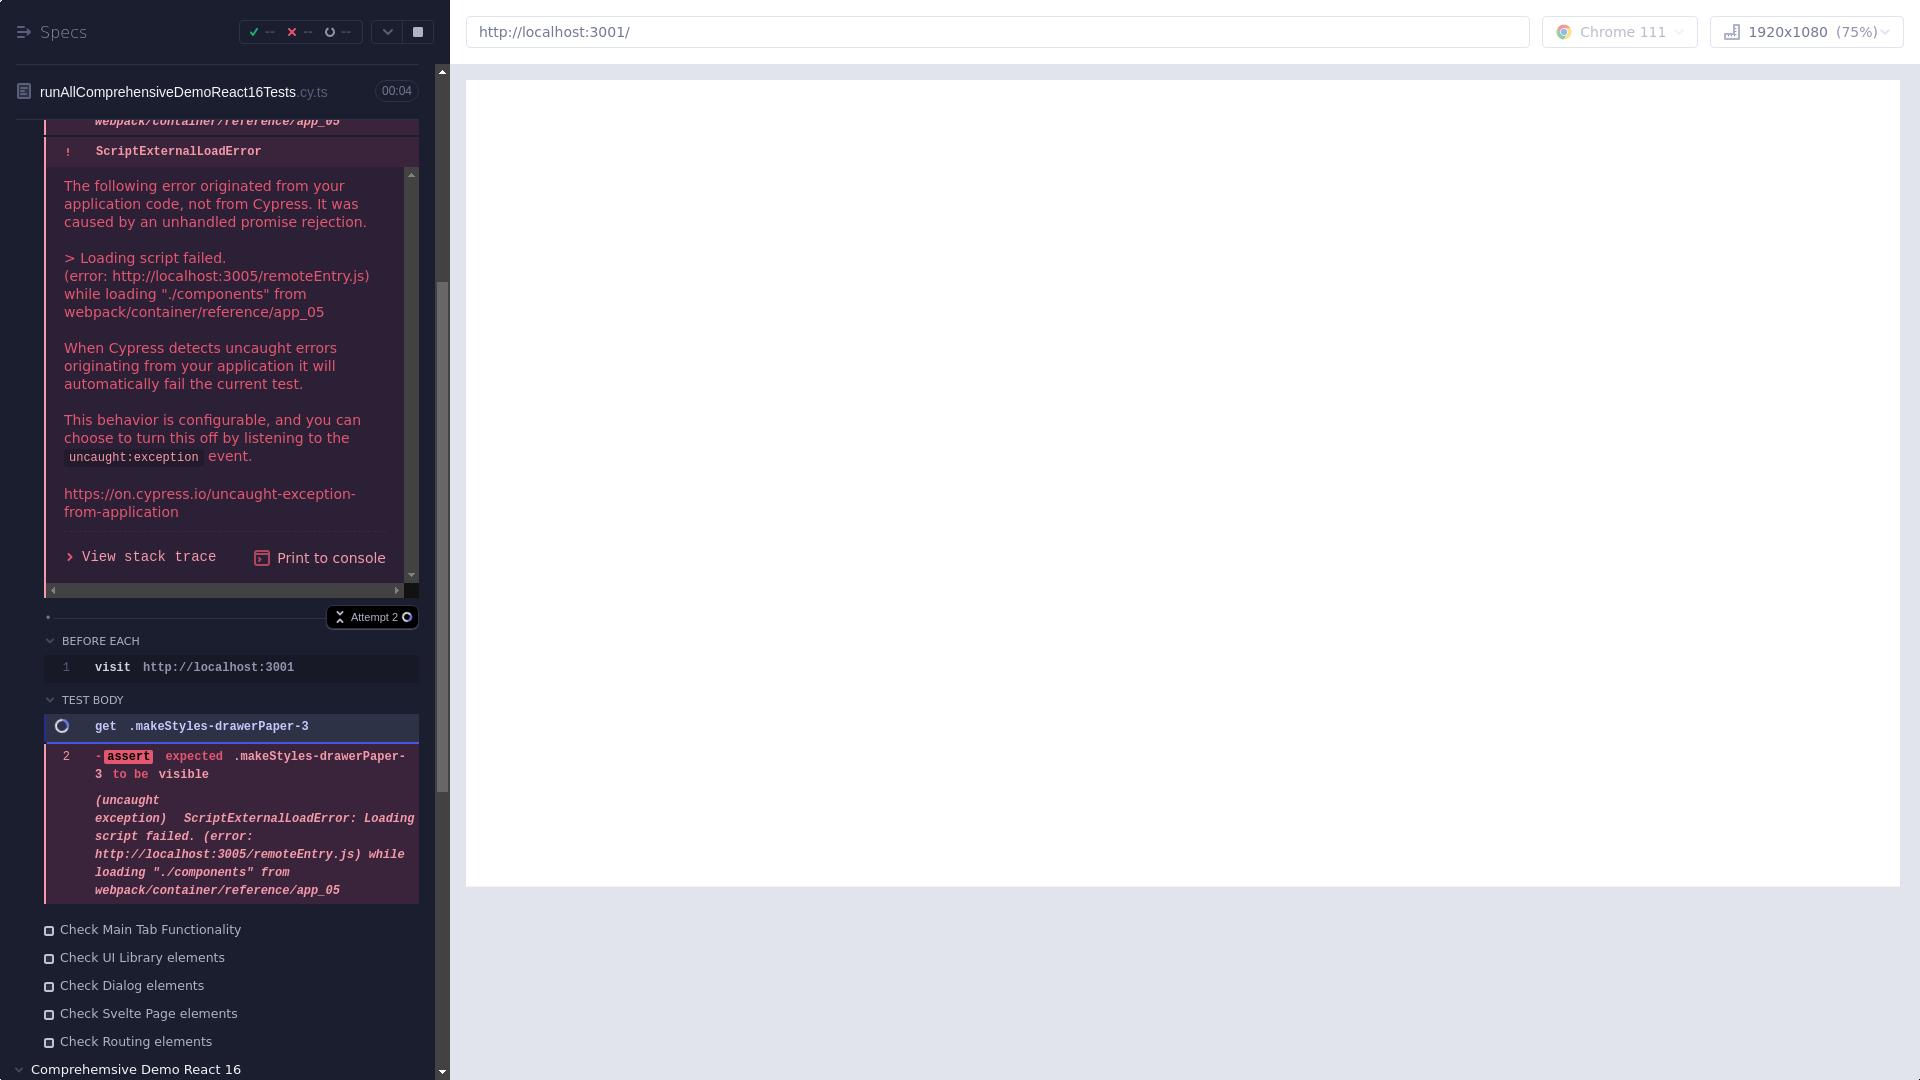 Specs
--
--
--
http://localhost:3001/
Chrome 111
1920x1080 (75%)
runAllComprehensiveDemoReact16Tests.cy.ts
00:04
webpack/container/reference/app_05
! ScriptExternalLoadError
The following error originated from your
application code, not from Cypress. It was
caused by an unhandled promise rejection.
> Loading script failed.
(error: http://localhost:3005/remoteEntry.js)
while loading "./components" from
webpack/container/reference/app_05
When Cypress detects uncaught errors
originating from your application it will
automatically fail the current test.
This behavior is configurable, and you can
choose to turn this off by listening to the
uncaught:exception event.
https://on.cypress.io/uncaught-exception-
from-application
View stack trace
Print to console
Attempt 2
BEFORE EACH
1 visit http://localhost:3001
TEST BODY
get .makeStyles-drawerPaper-3
2 -assert expected .makeStyles-drawerPaper-
3 to be visible
(uncaught
exception) ScriptExternalLoadError: Loading
script failed. (error:
http://localhost:3005/remoteEntry.js) while
loading "./components" from
webpack/container/reference/app_05
Check Main Tab Functionality
Check UI Library elements
Check Dialog elements
Check Svelte Page elements
Check Routing elements
Comprehemsive Demo React 16